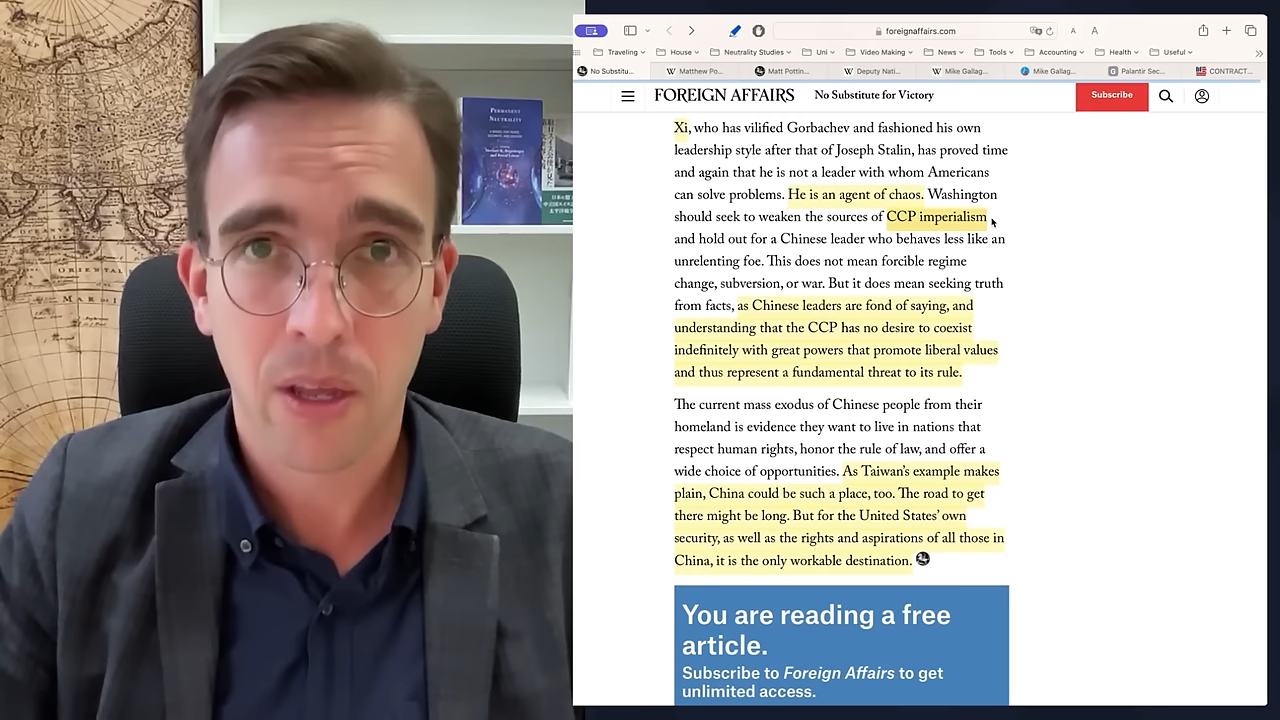 PERMANENT
NEUTRALITY
ORIENTAL
foreignaffairs.com
A
A
Traveling
House
Neutrality Studies
Uni
Video Making
News
Tools
Accounting
Health
Useful
No Substitu...
Matthew Po...
Matt Pottin...
Deputy Nati...
Mike Gallag...
Mike Gallag...
Palantir Sec...
CONTRACT...
FOREIGN AFFAIRS
No Substitute for Victory
Subscribe
Xi, who has vilified Gorbachev and fashioned his own
leadership style after that of Joseph Stalin, has proved time
and again that he is not a leader with whom Americans
can solve problems. He is an agent of chaos. Washington
should seek to weaken the sources of CCP imperialism
and hold out for a Chinese leader who behaves less like an
unrelenting foe. This does not mean forcible regime
change, subversion, or war. But it does mean seeking truth
from facts, as Chinese leaders are fond of saying, and
understanding that the CCP has no desire to coexist
indefinitely with great powers that promote liberal values
and thus represent a fundamental threat to its rule.
The current mass exodus of Chinese people from their
homeland is evidence they want to live in nations that
respect human rights, honor the rule of law, and offer a
wide choice of opportunities. As Taiwan's example makes
plain, China could be such a place, too. The road to get
there might be long. But for the United States' own
security, as well as the rights and aspirations of all those in
China, it is the only workable destination.
You are reading a free
article.
Subscribe to Foreign Affairs to get
unlimited access.